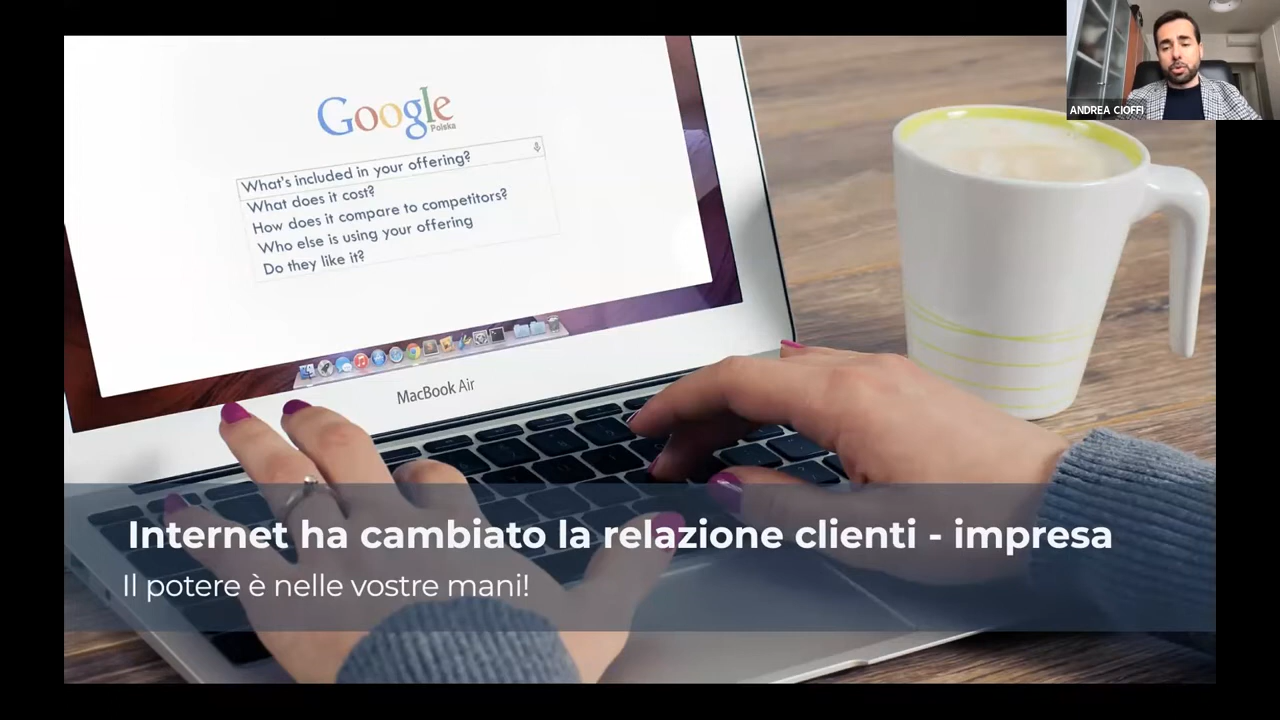 ANDREA CIOFFI
Google
Polska
What's included in your offering?
What does it cost?
How does it compare to competitors?
Who else is using your offering
Do they like it?
MacBook Air
Internet ha cambiato la relazione clienti - impresa
Il potere è nelle vostre mani!